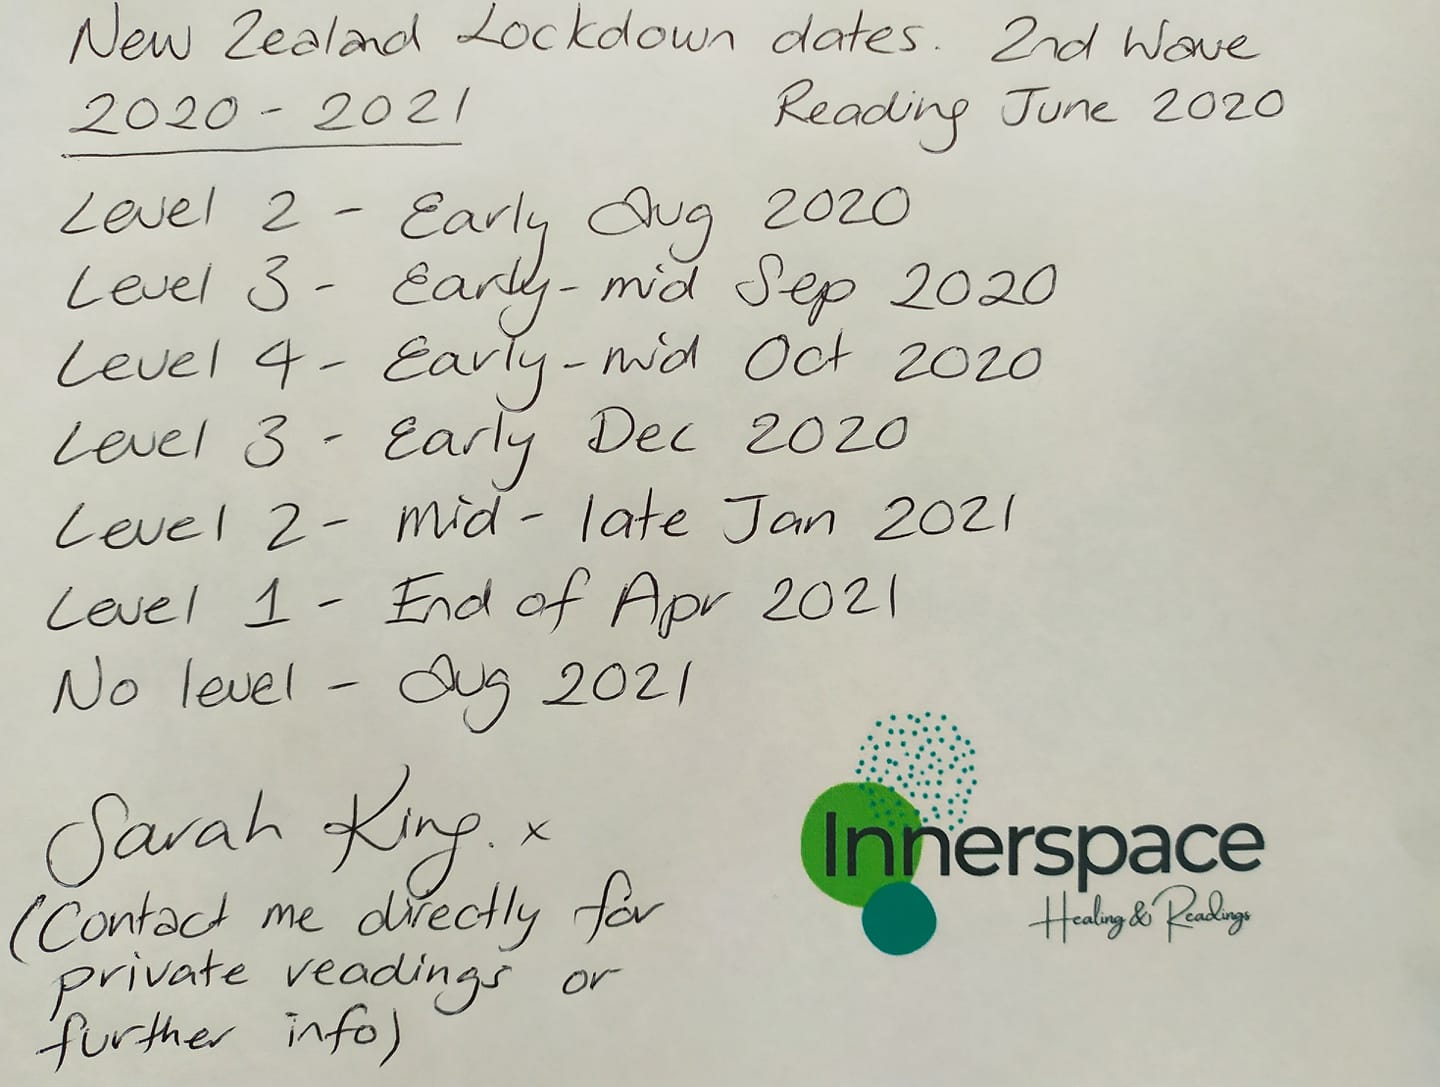 New Zealand Lockdown dates. 2nd Wave
2020 - 2021 Reading June 2020
Level 2 - Early Aug 2020
Level 3 - Early - mid Sep 2020
Level 4 - Early - mid Oct 2020
Level 3 - Early Dec 2020
Level 2 - mid - late Jan 2021
Level 1 - End of Apr 2021
No level - Aug 2021
Sarah King. x
(Contact me directly for
private readings or
further info)
Innerspace
Healing & Readings